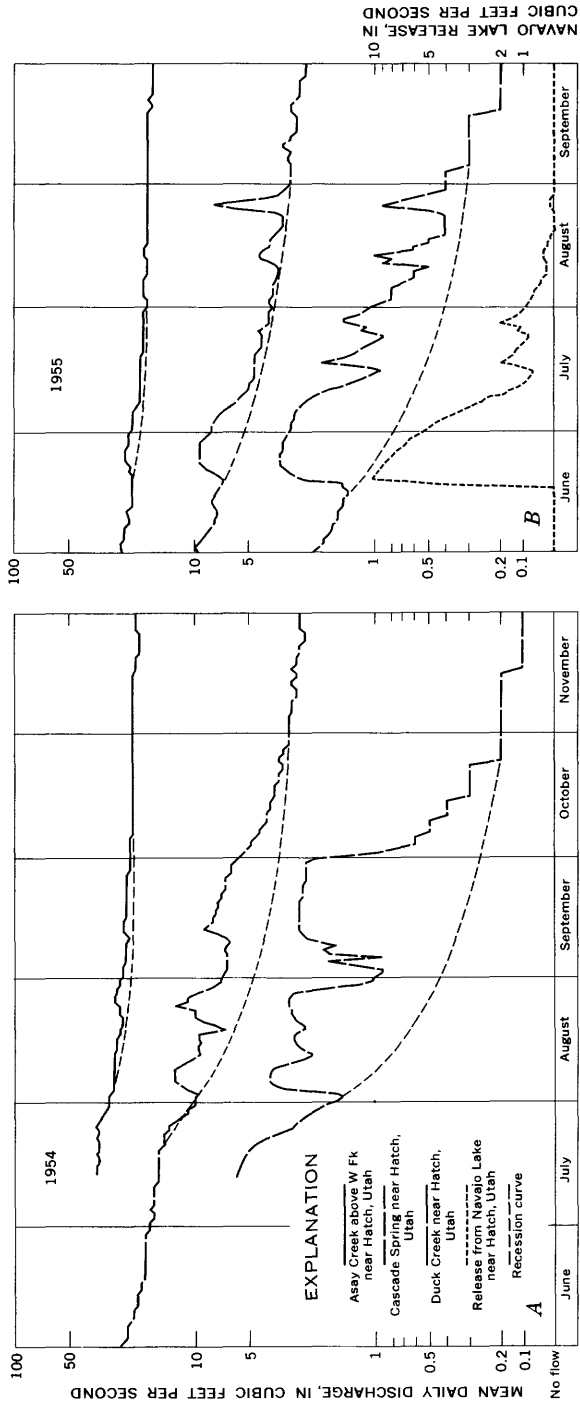 MEAN DAILY DISCHARGE, IN CUBIC FEET PER SECOND
100
50
10
5
1
0.5
0.2
0.1
No flow
1954
EXPLANATION
Asay Creek above W Fk
near Hatch, Utah
Cascade Spring near Hatch,
Utah
Duck Creek near Hatch,
Utah
Release from Navajo Lake
near Hatch, Utah
Recession curve
A
June
July
August
September
October
November
100
50
10
5
1
0.5
0.2
0.1
1955
B
June
July
August
September
10
5
2
1
NAVAJO LAKE RELEASE, IN
CUBIC FEET PER SECOND